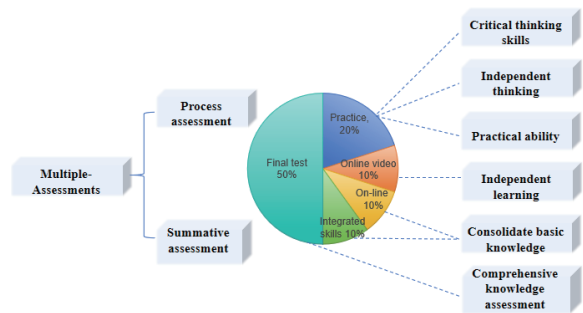 Multiple-
Assessments
Process
assessment
Summative
assessment
Final test
50%
Practice,
20%
Online video
10%
On-line
10%
Integrated
skills 10%
Critical thinking
skills
Independent
thinking
Practical ability
Independent
learning
Consolidate basic
knowledge
Comprehensive
knowledge
assessment